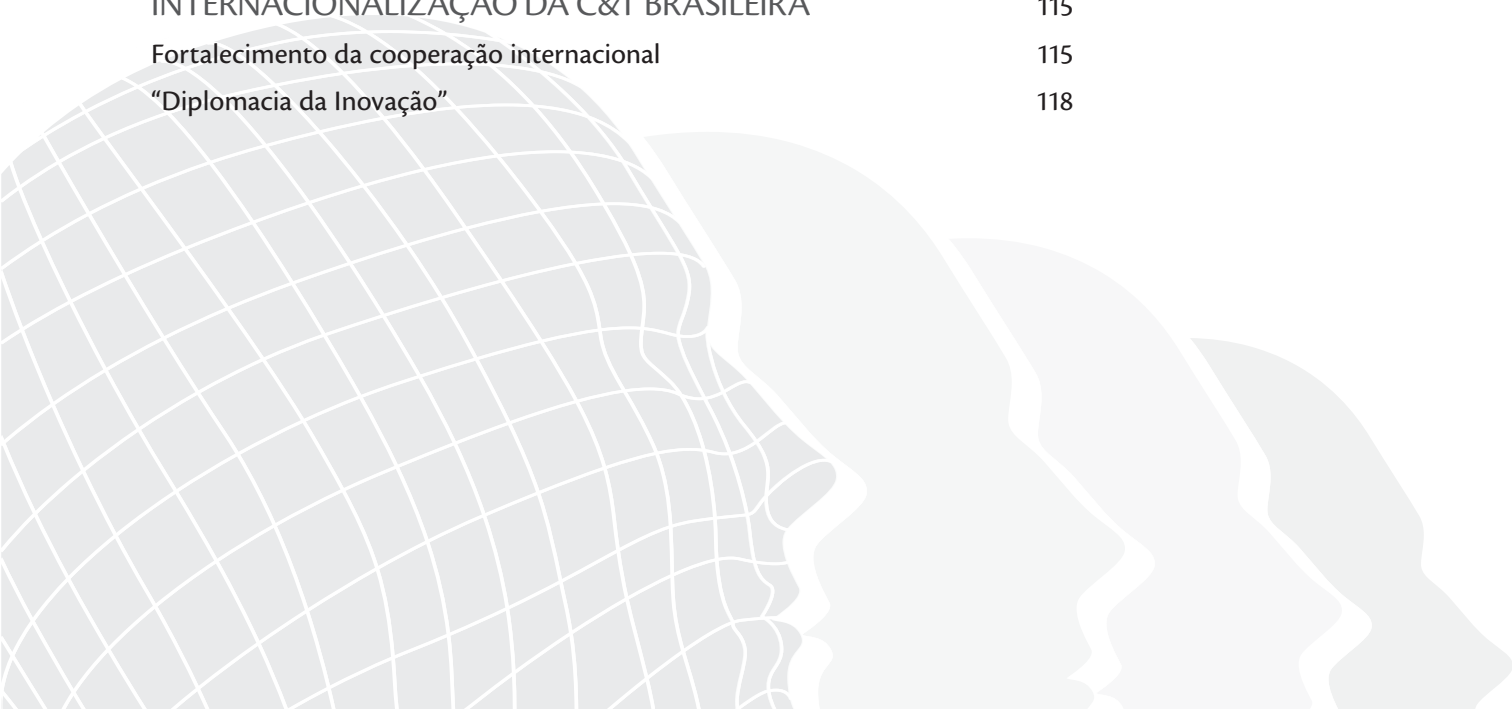 INTERNACIONALIZAÇÃO DA C&T BRASILEIRA 115
Fortalecimento da cooperação internacional 115
“Diplomacia da Inovação” 118